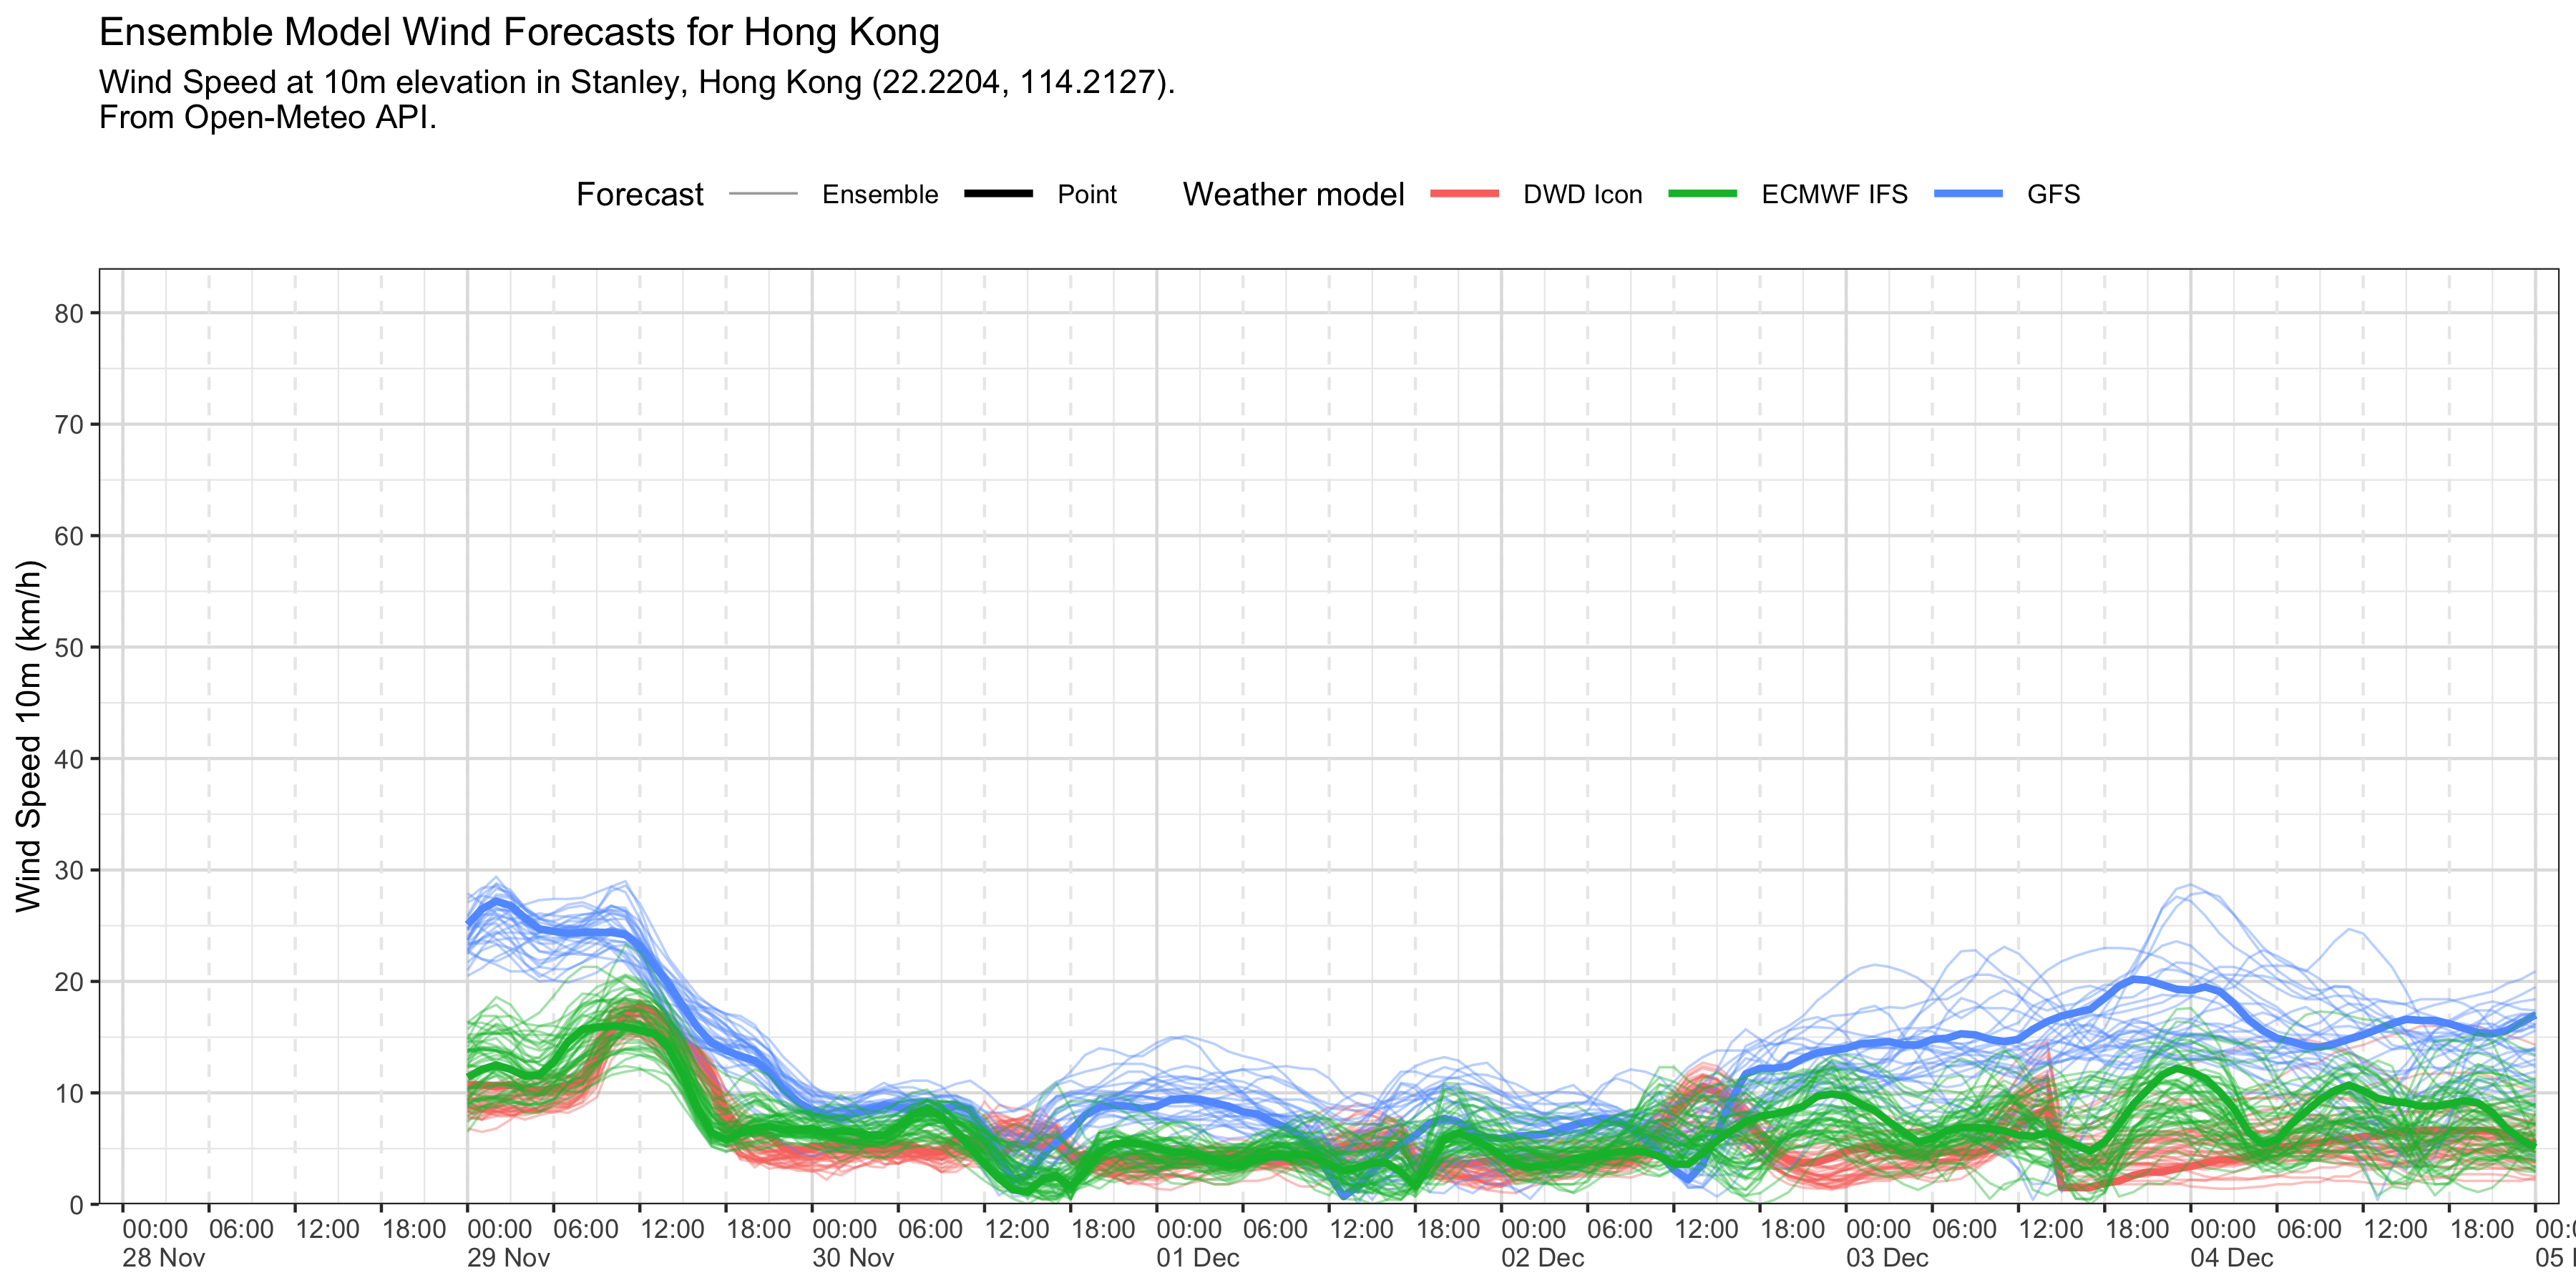 Ensemble Model Wind Forecasts for Hong Kong
Wind Speed at 10m elevation in Stanley, Hong Kong (22.2204, 114.2127).
From Open-Meteo API.
Forecast Ensemble Point Weather model DWD Icon ECMWF IFS GFS
Wind Speed 10m (km/h)
80
70
60
50
40
30
20
10
0
00:00 06:00 12:00 18:00 00:00 06:00 12:00 18:00 00:00 06:00 12:00 18:00 00:00 06:00 12:00 18:00 00:00 06:00 12:00 18:00 00:00 06:00 12:00 18:00 00:00 06:00 12:00 18:00
28 Nov 29 Nov 30 Nov 01 Dec 02 Dec 03 Dec 04 Dec 05